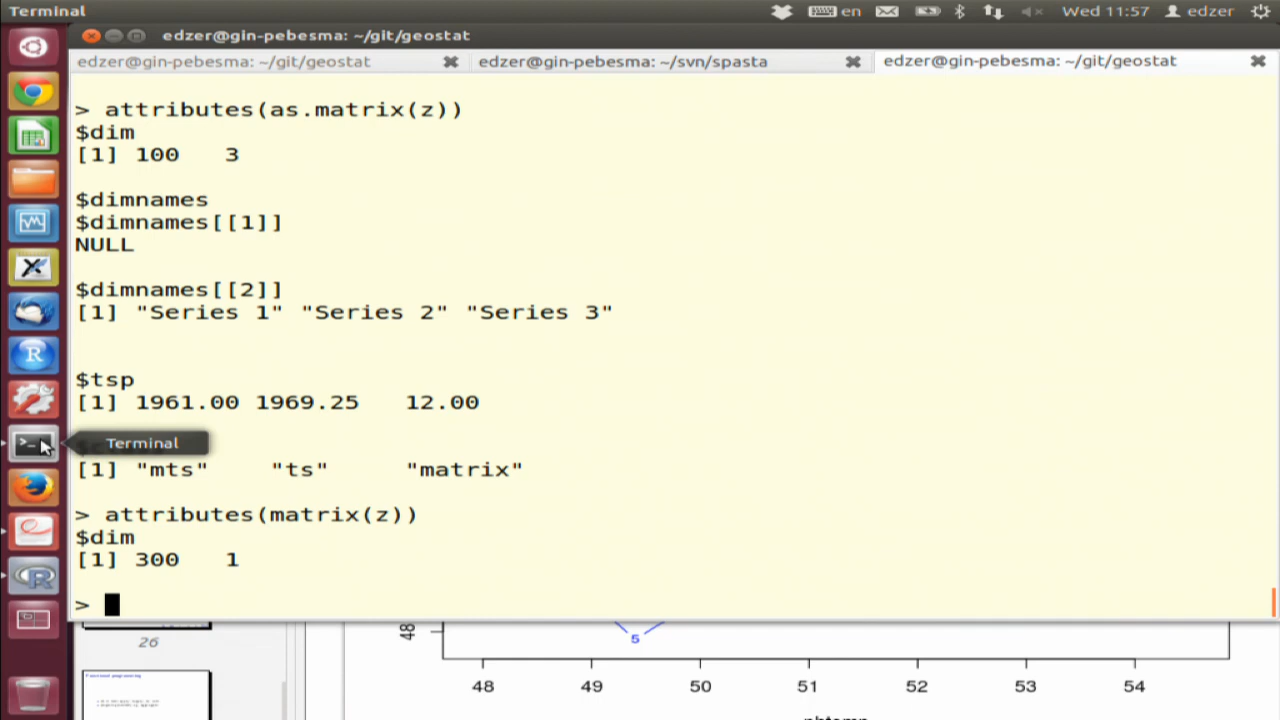 Terminal
en
Wed 11:57
edzer
edzer@gin-pebesma: ~/git/geostat
edzer@gin-pebesma: ~/git/geostat
edzer@gin-pebesma: ~/svn/spasta
edzer@gin-pebesma: ~/git/geostat
> attributes(as.matrix(z))
$dim
[1] 100 3
$dimnames
$dimnames[[1]]
NULL
$dimnames[[2]]
[1] "Series 1" "Series 2" "Series 3"
$tsp
[1] 1961.00 1969.25 12.00
Terminal
[1] "mts" "ts" "matrix"
> attributes(matrix(z))
$dim
[1] 300 1
>
26
Functional programming
48
5
48 49 50 51 52 53 54